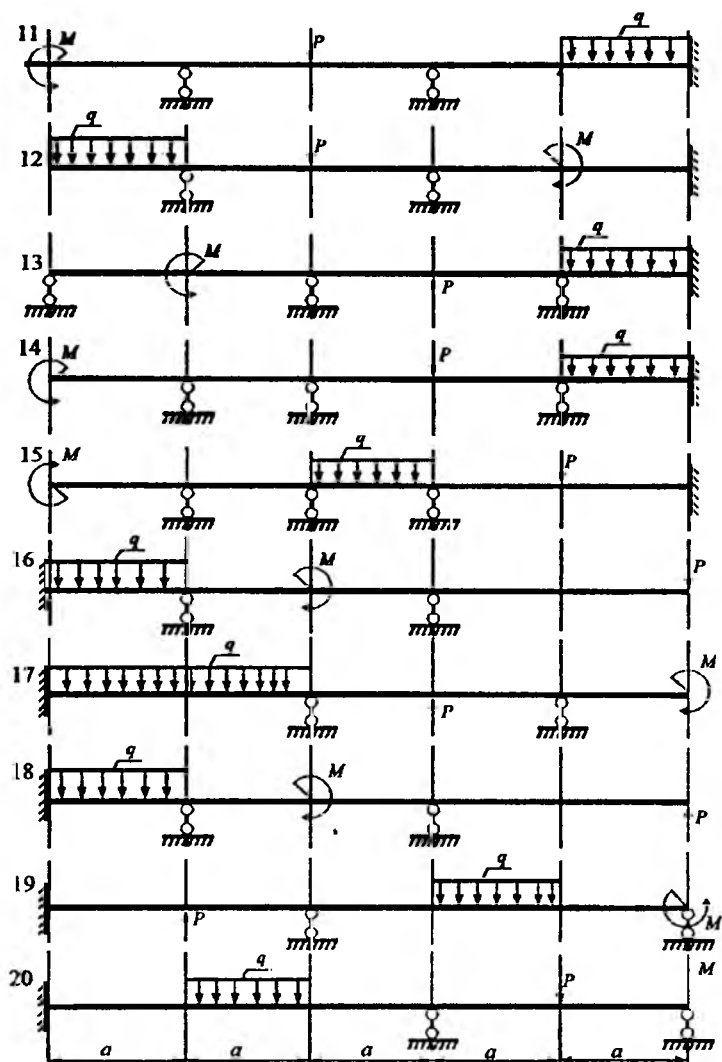 11 M P q
q P M
12
M q
13 P
14 M P q
15 M q P
q M P
16
q q M
17 P
q M
18 P
q
19 P M
q P M
20
a a a a a